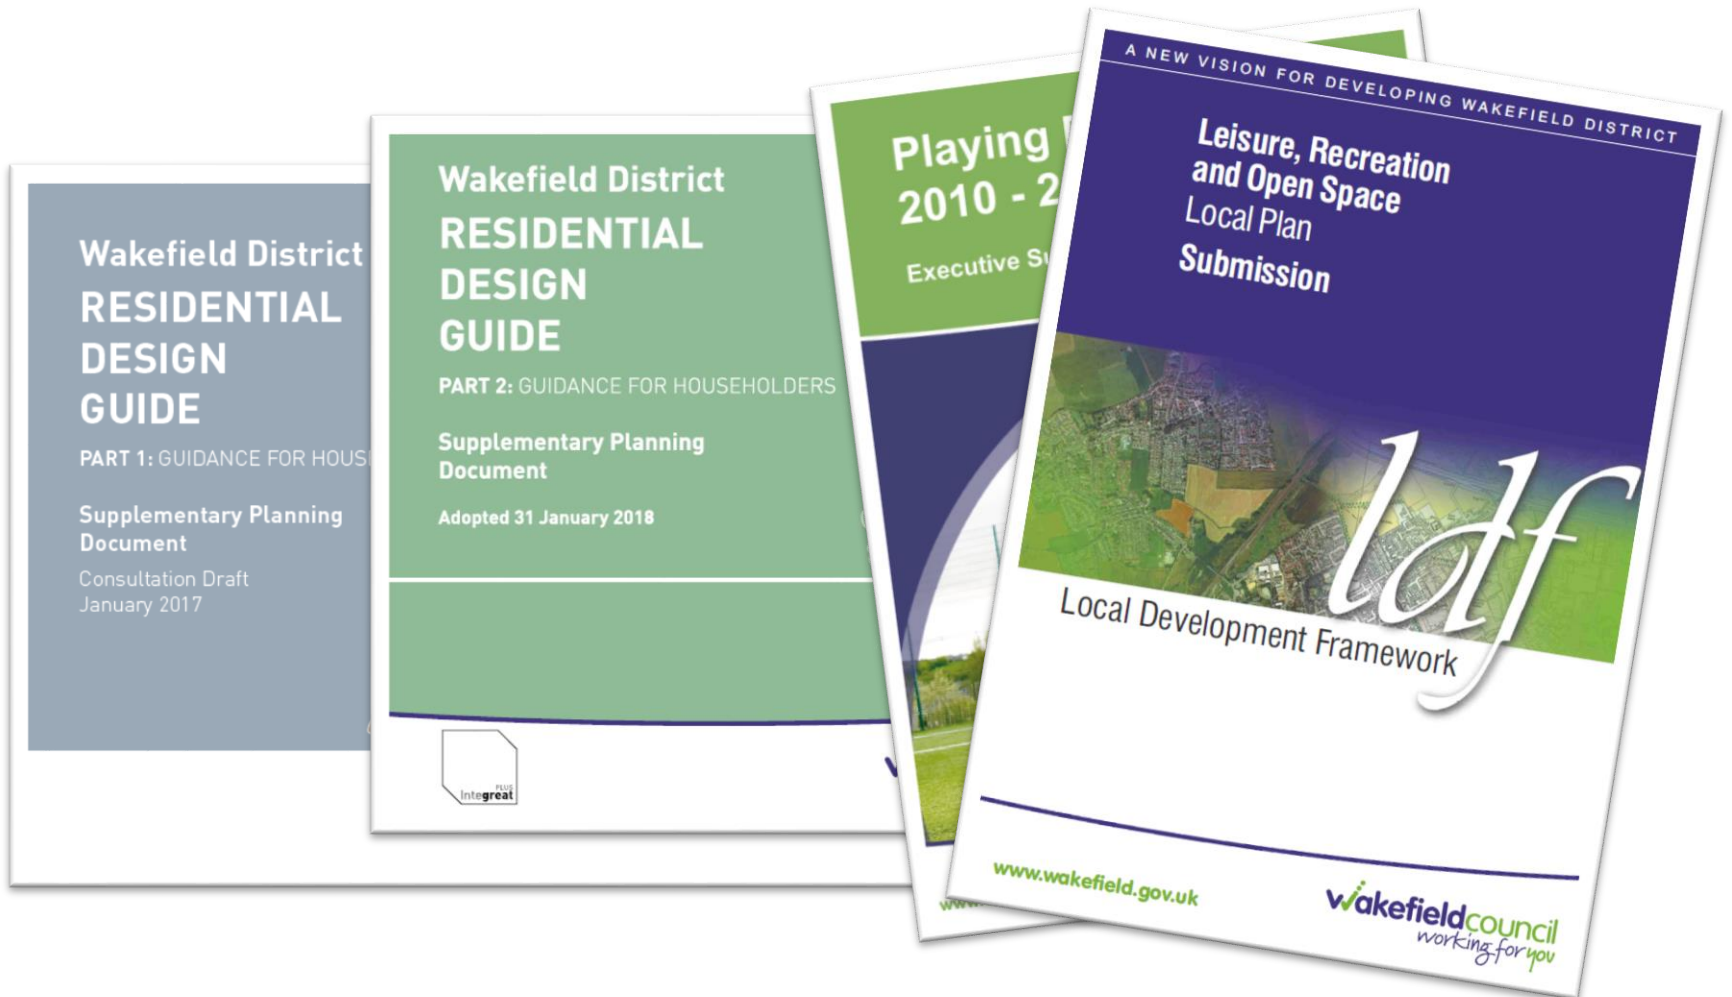 Wakefield District
RESIDENTIAL
DESIGN
GUIDE
PART 1: GUIDANCE FOR
Supplementary Planning
Document
Consultation Draft
January 2017
Wakefield District
RESIDENTIAL
DESIGN
GUIDE
PART 2: GUIDANCE FOR HOUSEHOLDERS
Supplementary Planning
Document
Adopted 31 January 2018
PLUS
Integreat
Playing
2010 - 2
Executive
A NEW VISION FOR DEVELOPING WAKEFIELD DISTRICT
Leisure, Recreation
and Open Space
Local Plan
Submission
ldf
Local Development Framework
www.wakefield.gov.uk
wakefieldcouncil
working for you